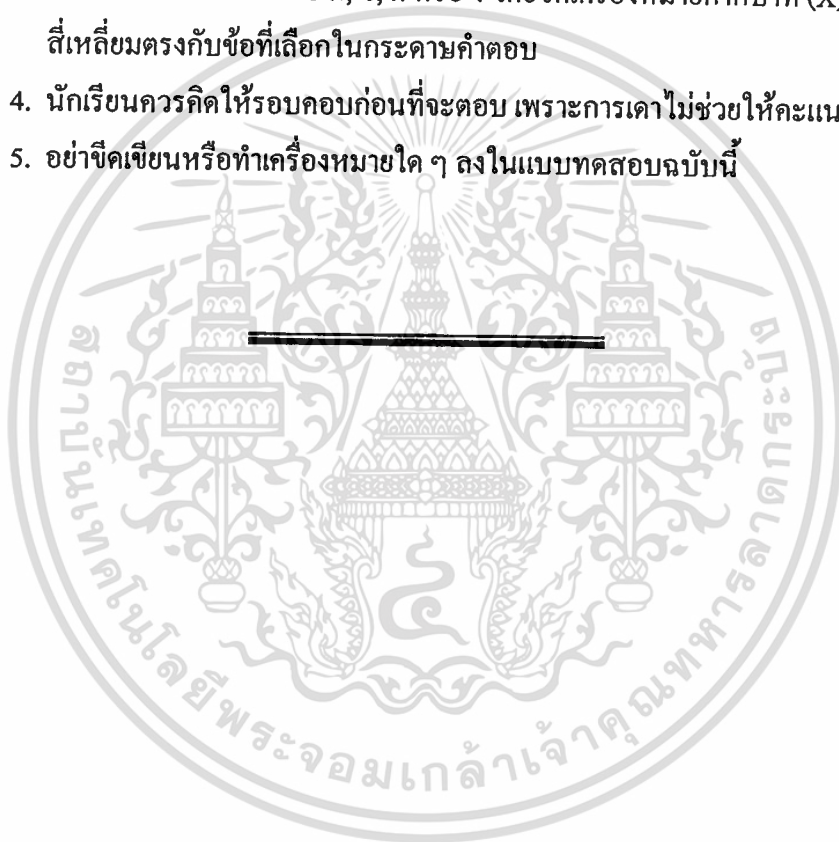 สี่เหลี่ยมตรงกับข้อที่เลือกในกระดาษคำตอบ
4. นักเรียนควรคิดให้รอบคอบก่อนที่จะตอบ เพราะการเดาไม่ช่วยให้คะแน
5. อย่าขีดเขียนหรือทำเครื่องหมายใด ๆ ลงในแบบทดสอบฉบับนี้
สถาบันเทคโนโลยีพระจอมเกล้าเจ้าคุณทหารลาดกระบัง